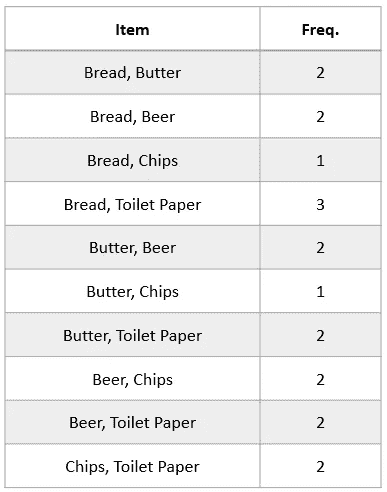 Item Freq.
Bread, Butter 2
Bread, Beer 2
Bread, Chips 1
Bread, Toilet Paper 3
Butter, Beer 2
Butter, Chips 1
Butter, Toilet Paper 2
Beer, Chips 2
Beer, Toilet Paper 2
Chips, Toilet Paper 2